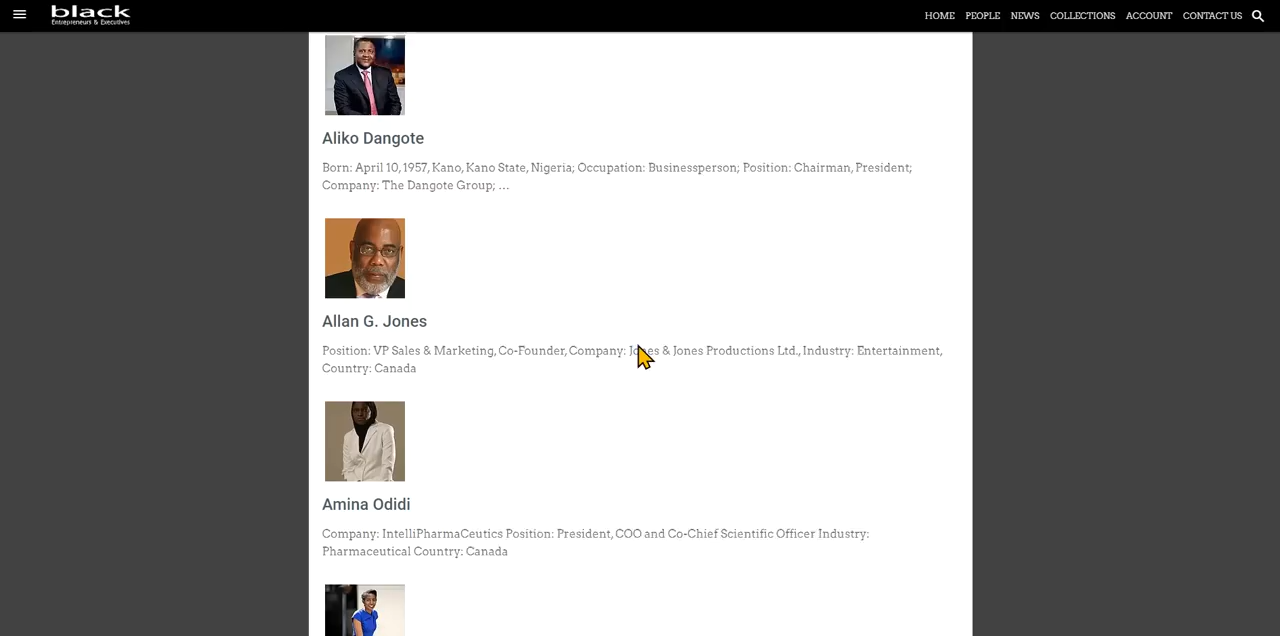 black
Entrepreneurs & Executives
HOME PEOPLE NEWS COLLECTIONS ACCOUNT CONTACT US
Aliko Dangote
Born: April 10, 1957, Kano, Kano State, Nigeria; Occupation: Businessperson; Position: Chairman, President;
Company: The Dangote Group; …
Allan G. Jones
Position: VP Sales & Marketing, Co-Founder, Company: Jones & Jones Productions Ltd., Industry: Entertainment,
Country: Canada
Amina Odidi
Company: IntelliPharmaCeutics Position: President, COO and Co-Chief Scientific Officer Industry:
Pharmaceutical Country: Canada